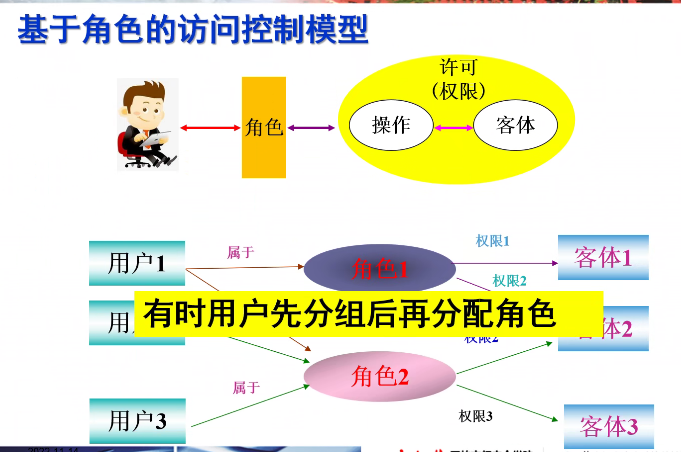 基于角色的访问控制模型
许可
（权限）
角色
操作
客体
用户1
属于
角色1
权限1
客体1
权限2
有时用户先分组后再分配角色
用户
体2
权限2
角色2
属于
权限3
用户3
客体3